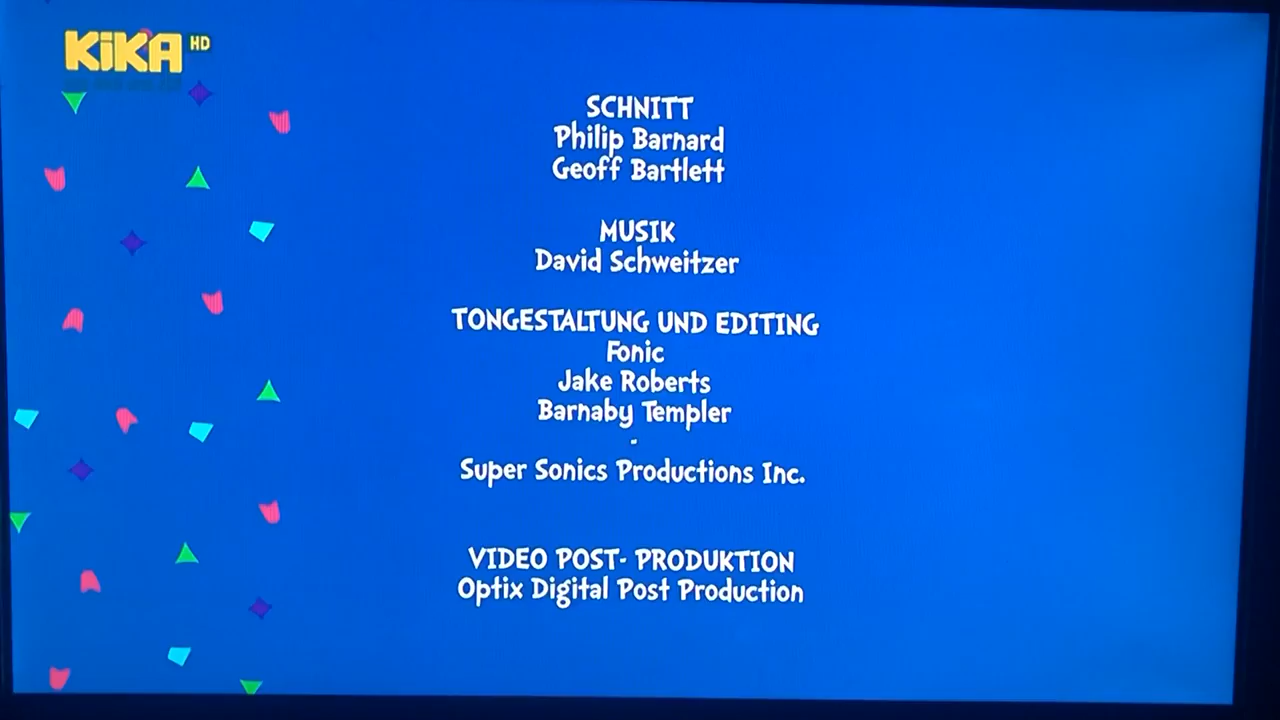 KiKA HD
SCHNITT
Philip Barnard
Geoff Bartlett
MUSIK
David Schweitzer
TONGESTALTUNG UND EDITING
Fonic
Jake Roberts
Barnaby Templer
-
Super Sonics Productions Inc.
VIDEO POST- PRODUKTION
Optix Digital Post Production